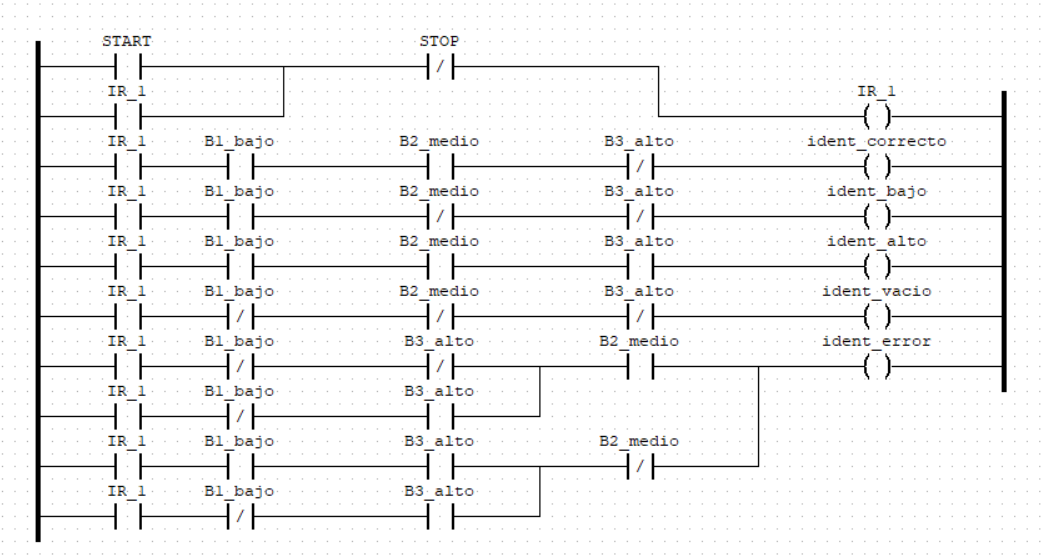 START STOP
IR_1 IR_1
IR_1 B1_bajo B2_medio B3_alto ident_correcto
IR_1 B1_bajo B2_medio B3_alto ident_bajo
IR_1 B1_bajo B2_medio B3_alto ident_alto
IR_1 B1_bajo B2_medio B3_alto ident_vacio
IR_1 B1_bajo B3_alto B2_medio ident_error
IR_1 B1_bajo B3_alto
IR_1 B1_bajo B3_alto B2_medio
IR_1 B1_bajo B3_alto